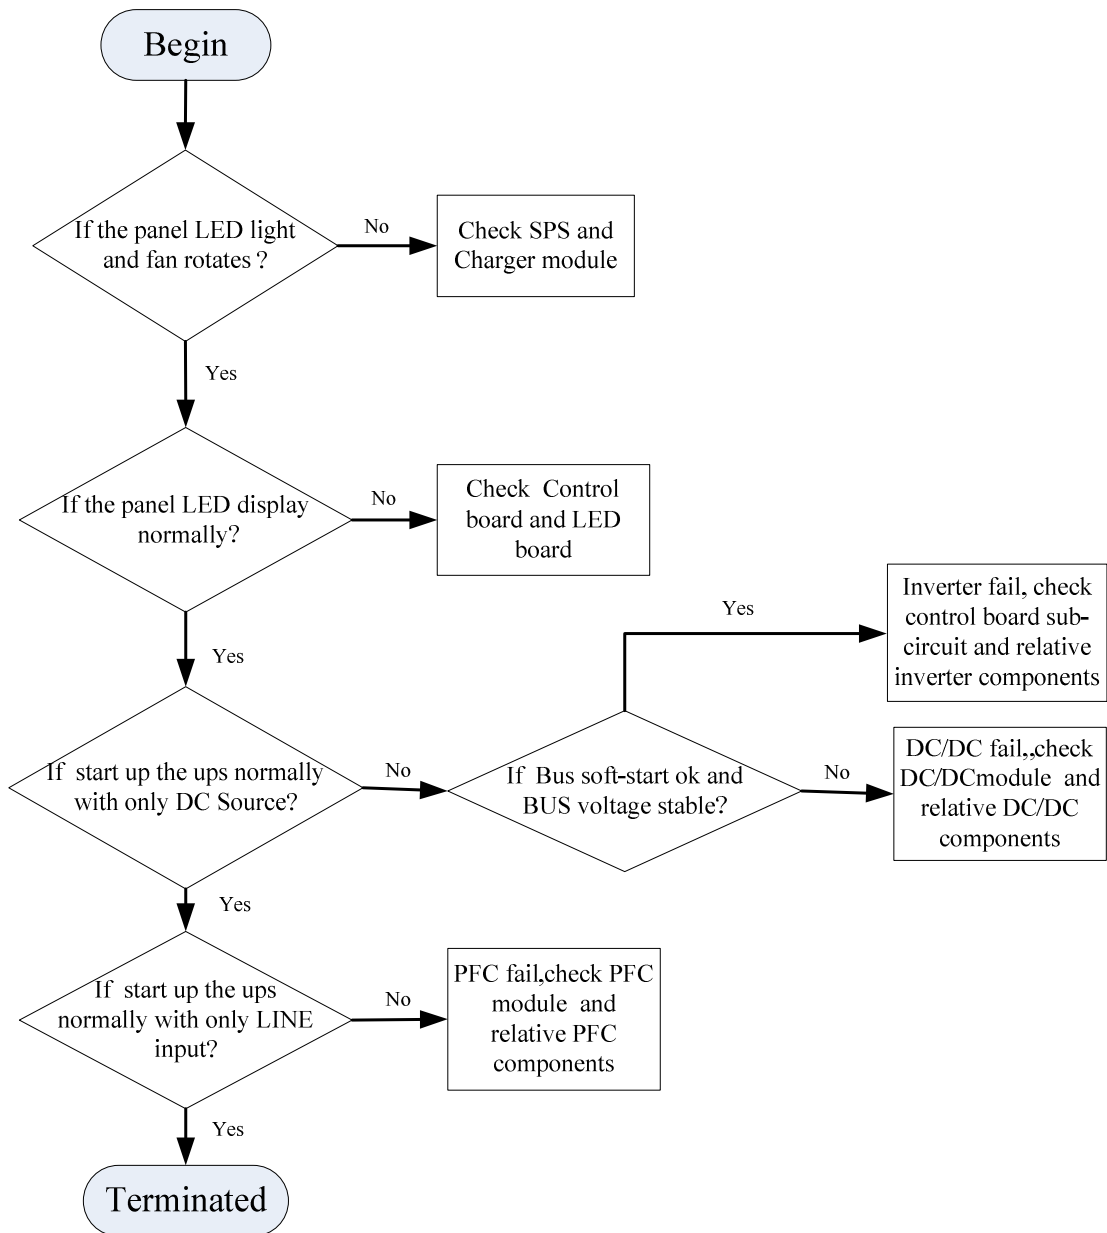 Begin
If the panel LED light
and fan rotates ?
No
Check SPS and
Charger module
Yes
If the panel LED display
normally?
No
Check Control
board and LED
board
Yes
If start up the ups normally
with only DC Source?
No
If Bus soft-start ok and
BUS voltage stable?
Yes
Inverter fail, check
control board sub-
circuit and relative
inverter components
No
DC/DC fail,,check
DC/DCmodule and
relative DC/DC
components
Yes
If start up the ups
normally with only LINE
input?
No
PFC fail,check PFC
module and
relative PFC
components
Yes
Terminated